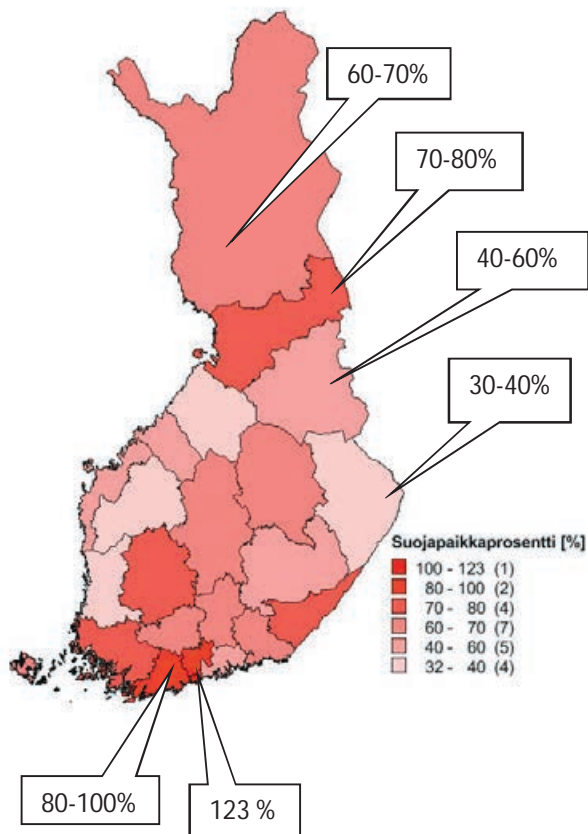 60-70%
70-80%
40-60%
30-40%
Suojapaikkaprosentti [%]
100 - 123 (1)
80 - 100 (2)
70 - 80 (4)
60 - 70 (7)
40 - 60 (5)
32 - 40 (4)
80-100%
123 %